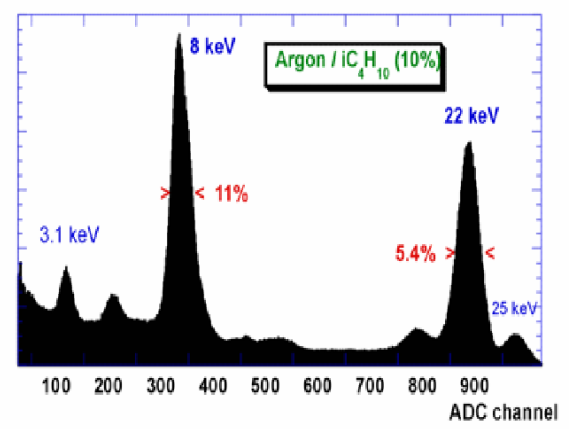 8 keV
Argon / iC₄H₁₀ (10%)
22 keV
> < 11%
3.1 keV
5.4% > <
25 keV
100 200 300 400 500 600 700 800 900
ADC channel